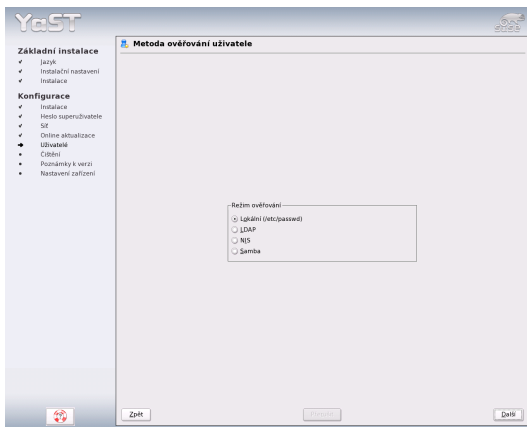 YaST
SUSE
Základní instalace
Jazyk
Instalační nastavení
Instalace
Konfigurace
Instalace
Heslo superuživatele
Síť
Online aktualizace
Uživatelé
Čištění
Poznámky k verzi
Nastavení zařízení
Metoda ověřování uživatele
Režim ověřování
Lokální (/etc/passwd)
LDAP
NIS
Samba
Zpět
Další